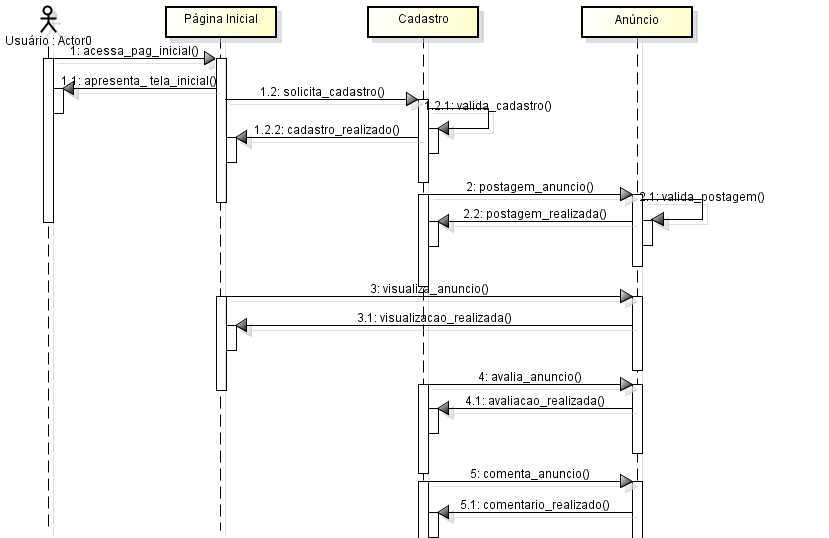 Página Inicial
Cadastro
Anúncio
Usuário : Actor0
1: acessa_pag_inicial()
1.1: apresenta_tela_inicial()
1.2: solicita_cadastro()
1.2.1: valida_cadastro()
1.2.2: cadastro_realizado()
2: postagem_anuncio()
2.1: valida_postagem()
2.2: postagem_realizada()
3: visualiza_anuncio()
3.1: visualizacao_realizada()
4: avalia_anuncio()
4.1: avaliacao_realizada()
5: comenta_anuncio()
5.1: comentario_realizado()